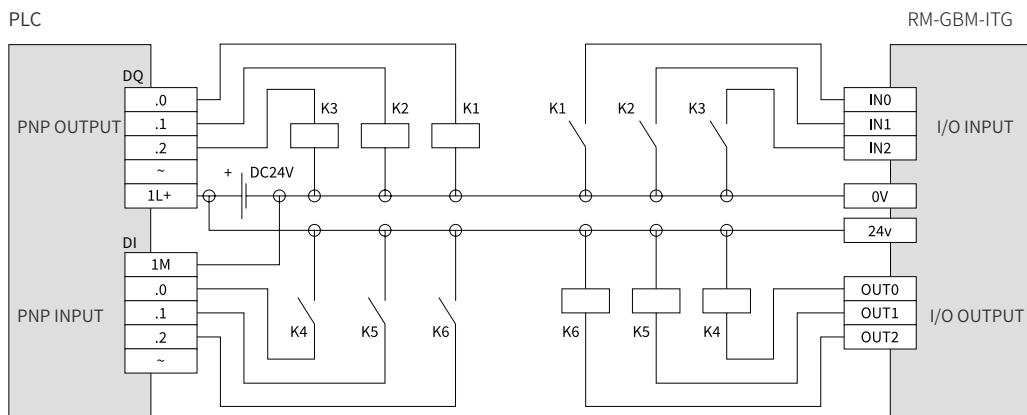 PLC
RM-GBM-ITG
DQ
.0
.1
.2
~
1L+
PNP OUTPUT
+
DC24V
K3
K2
K1
K1
K2
K3
IN0
IN1
IN2
I/O INPUT
0V
24v
DI
1M
.0
.1
.2
~
PNP INPUT
K4
K5
K6
K6
K5
K4
OUT0
OUT1
OUT2
I/O OUTPUT